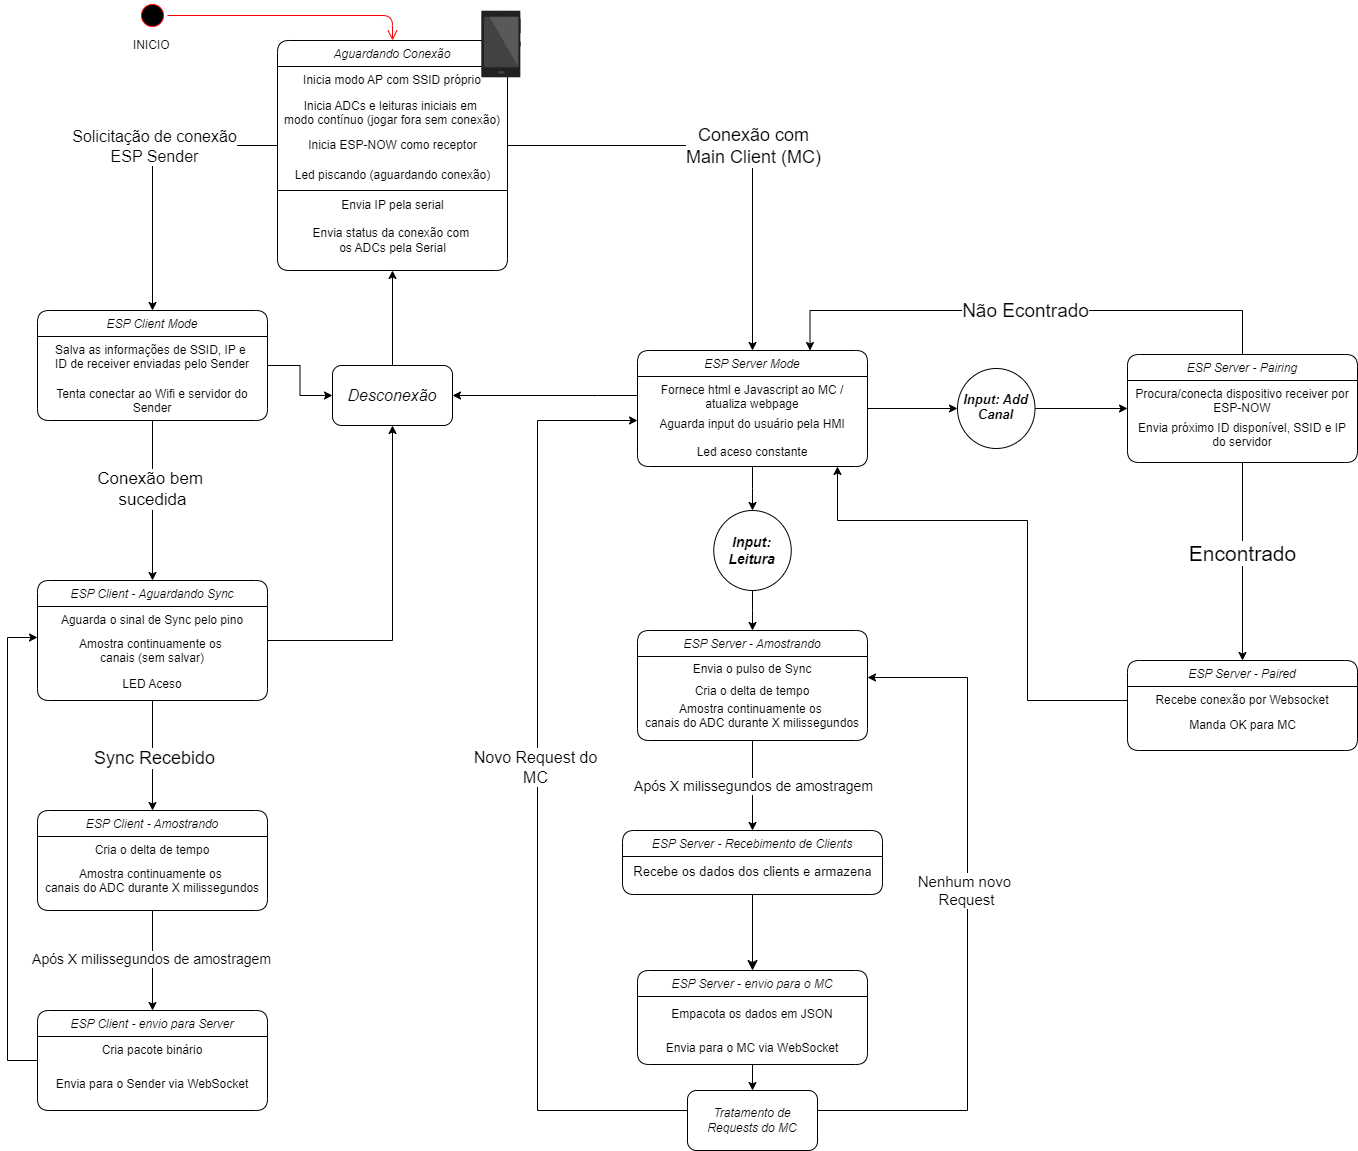 INICIO
Aguardando Conexão
Inicia modo AP com SSID próprio
Inicia ADCs e leituras iniciais em
modo contínuo (jogar fora sem conexão)
Inicia ESP-NOW como receptor
Led piscando (aguardando conexão)
Envia IP pela serial
Envia status da conexão com
os ADCs pela Serial
Solicitação de conexão
ESP Sender
Conexão com
Main Client (MC)
ESP Client Mode
Salva as informações de SSID, IP e
ID de receiver enviadas pelo Sender
Tenta conectar ao Wifi e servidor do
Sender
Desconexão
ESP Server Mode
Fornece html e Javascript ao MC /
atualiza webpage
Aguarda input do usuário pela HMI
Led aceso constante
Input: Add
Canal
Não Econtrado
ESP Server - Pairing
Procura/conecta dispositivo receiver por
ESP-NOW
Envia próximo ID disponível, SSID e IP
do servidor
Conexão bem
sucedida
Input:
Leitura
Encontrado
ESP Client - Aguardando Sync
Aguarda o sinal de Sync pelo pino
Amostra continuamente os
canais (sem salvar)
LED Aceso
ESP Server - Amostrando
Envia o pulso de Sync
Cria o delta de tempo
Amostra continuamente os
canais do ADC durante X milissegundos
ESP Server - Paired
Recebe conexão por Websocket
Manda OK para MC
Sync Recebido
Novo Request do
MC
Após X milissegundos de amostragem
ESP Client - Amostrando
Cria o delta de tempo
Amostra continuamente os
canais do ADC durante X milissegundos
ESP Server - Recebimento de Clients
Recebe os dados dos clients e armazena
Nenhum novo
Request
Após X milissegundos de amostragem
ESP Server - envio para o MC
Empacota os dados em JSON
Envia para o MC via WebSocket
ESP Client - envio para Server
Cria pacote binário
Envia para o Sender via WebSocket
Tratamento de
Requests do MC